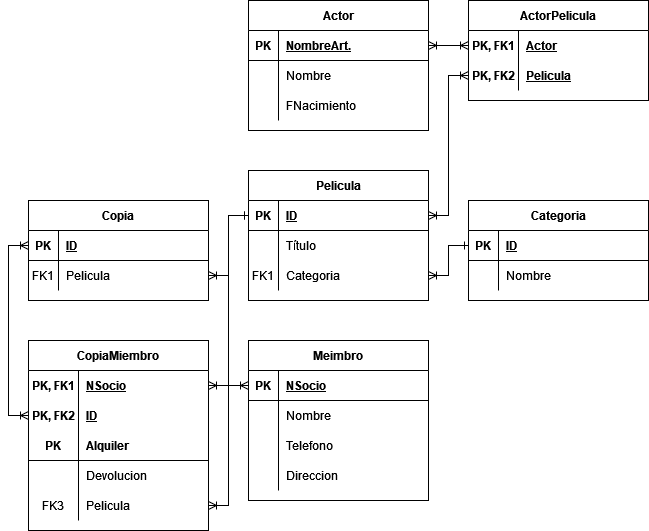 Actor
PK NombreArt.
Nombre
FNacimiento
ActorPelicula
PK, FK1 Actor
PK, FK2 Pelicula
Pelicula
PK ID
Título
FK1 Categoria
Copia
PK ID
FK1 Pelicula
Categoria
PK ID
Nombre
CopiaMiembro
PK, FK1 NSocio
PK, FK2 ID
PK Alquiler
Devolucion
FK3 Pelicula
Meimbro
PK NSocio
Nombre
Telefono
Direccion